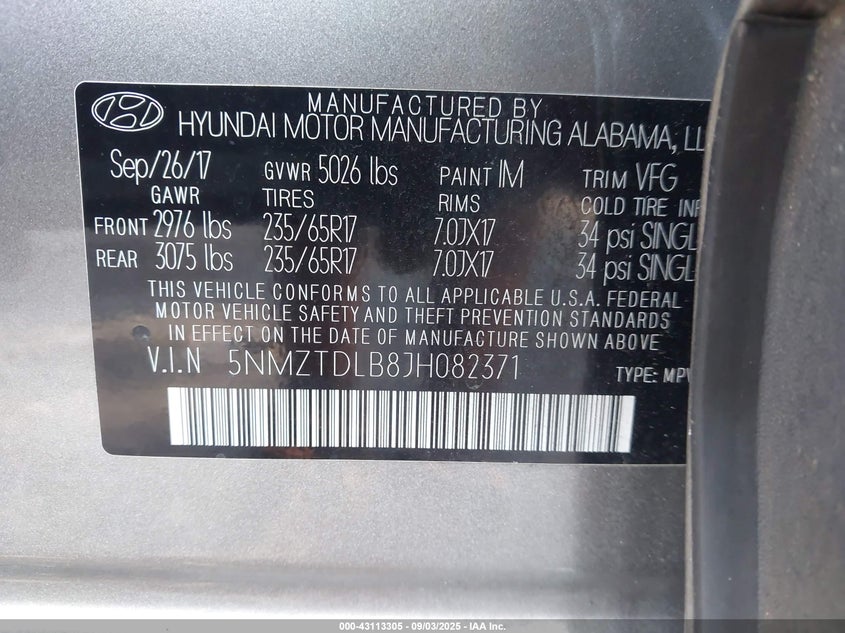 MANUFACTURED BY
HYUNDAI MOTOR MANUFACTURING ALABAMA, LL
Sep/26/17 GVWR 5026 lbs PAINT IM TRIM VFG
GAWR TIRES RIMS COLD TIRE INF
FRONT 2976 lbs 235/65R17 7.0JX17 34 psi SINGL
REAR 3075 lbs 235/65R17 7.0JX17 34 psi SINGL
THIS VEHICLE CONFORMS TO ALL APPLICABLE U.S.A. FEDERAL
MOTOR VEHICLE SAFETY AND THEFT PREVENTION STANDARDS
IN EFFECT ON THE DATE OF MANUFACTURE SHOWN ABOVE
V.I.N 5NMZTDLB8JH082371 TYPE: MPV
000-43113305 - 09/03/2025 - IAA Inc.